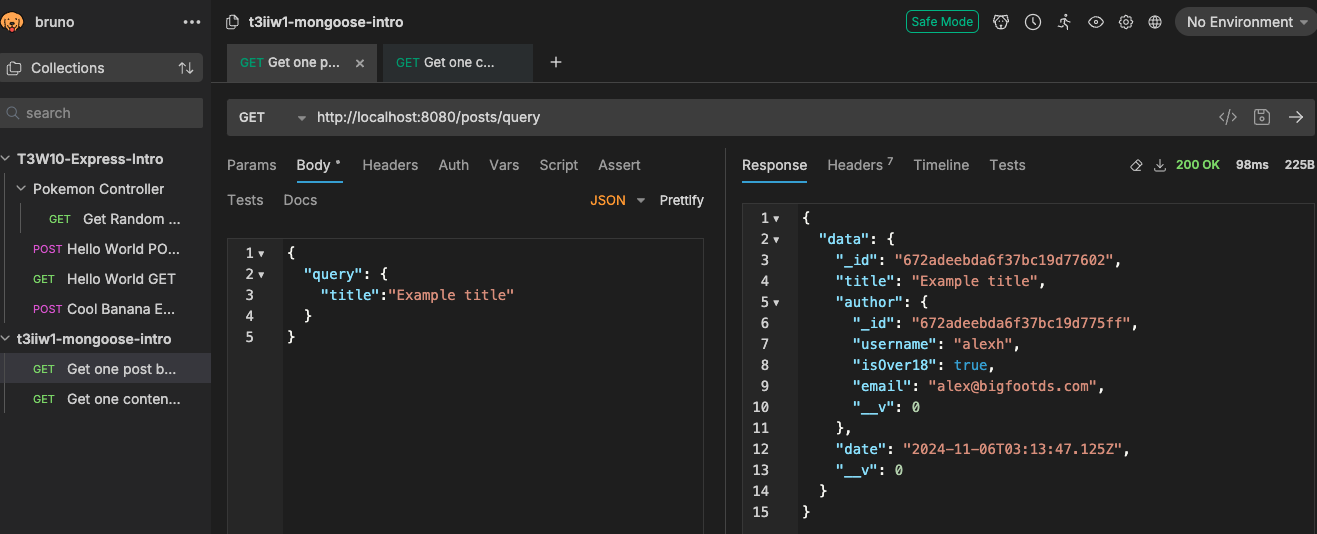 bruno
Collections
search
T3W10-Express-Intro
Pokemon Controller
GET Get Random ...
POST Hello World PO...
GET Hello World GET
POST Cool Banana E...
t3iiw1-mongoose-intro
GET Get one post b...
GET Get one conten...
t3iiw1-mongoose-intro
Safe Mode
No Environment
GET Get one p...
GET Get one c...
GET http://localhost:8080/posts/query
Params Body Headers Auth Vars Script Assert
Tests Docs
JSON Prettify
1 {
2 "query": {
3 "title":"Example title"
4 }
5 }
Response Headers 7 Timeline Tests
200 OK 98ms 225B
1 {
2 "data": {
3 "_id": "672adeebda6f37bc19d77602",
4 "title": "Example title",
5 "author": {
6 "_id": "672adeebda6f37bc19d775ff",
7 "username": "alexh",
8 "isOver18": true,
9 "email": "alex@bigfootds.com",
10 "__v": 0
11 },
12 "date": "2024-11-06T03:13:47.125Z",
13 "__v": 0
14 }
15 }